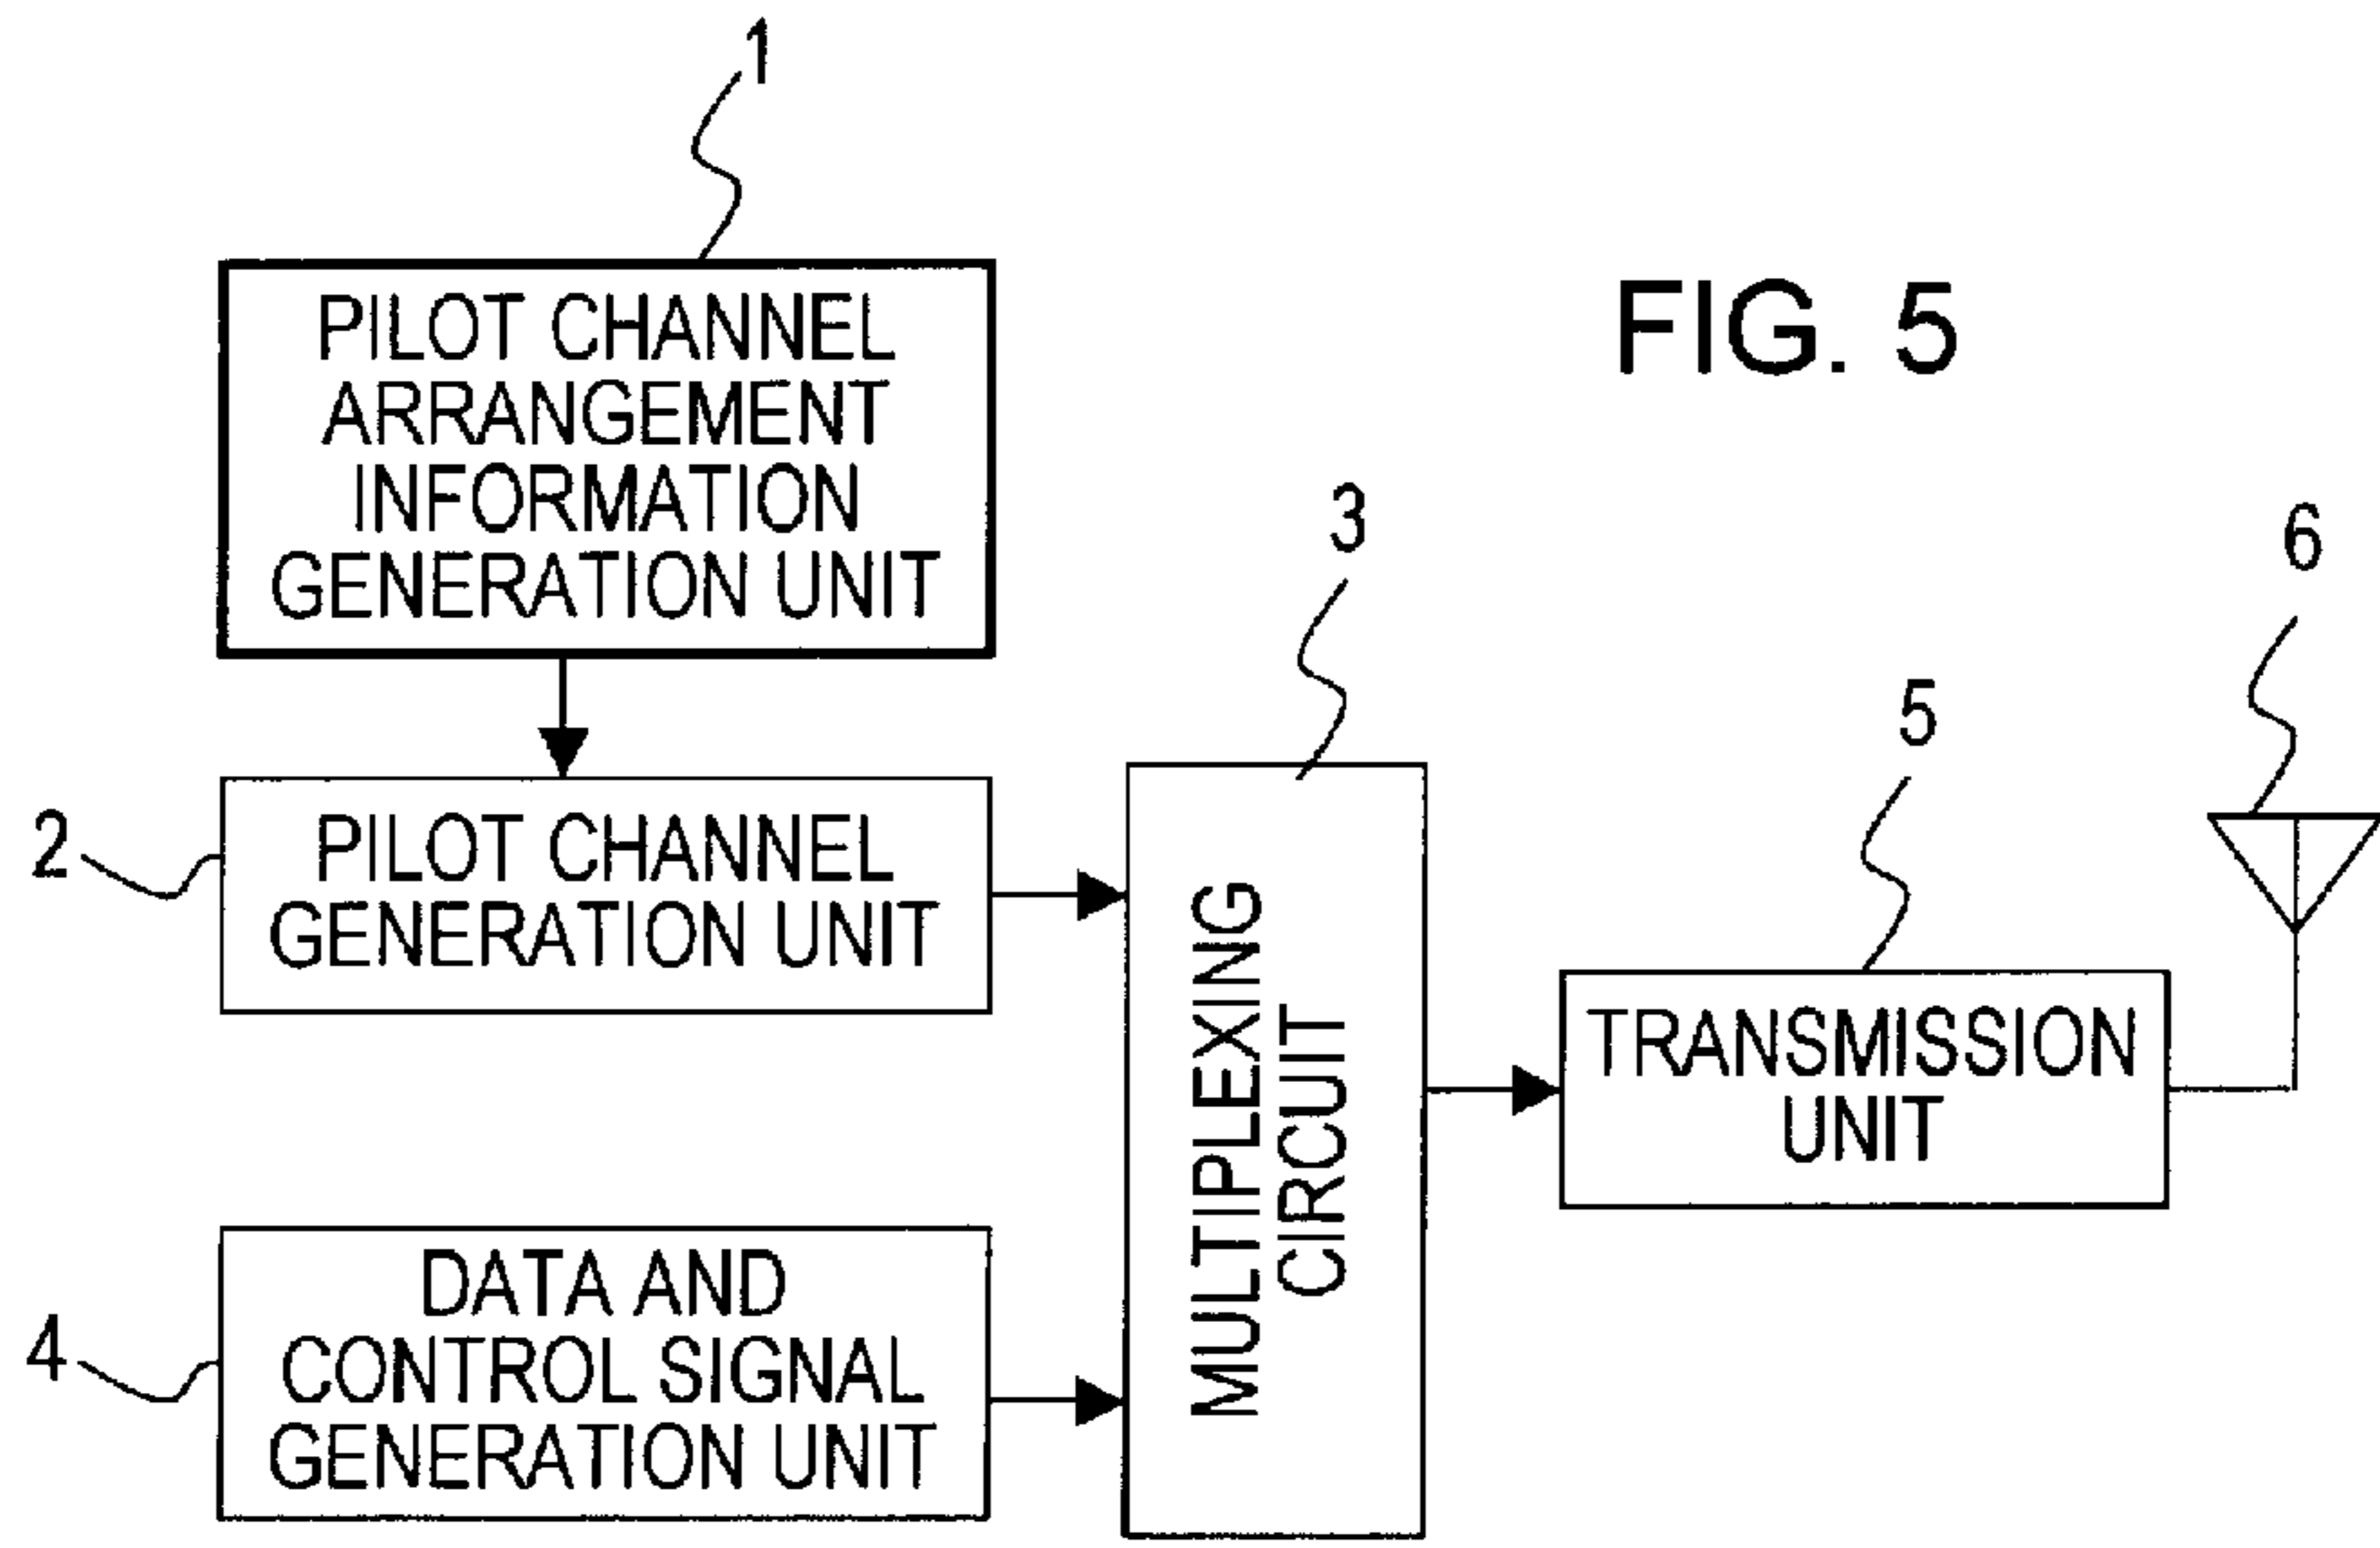 1
PILOT CHANNEL
ARRANGEMENT
INFORMATION
GENERATION UNIT
FIG. 5
3
6
5
2
PILOT CHANNEL
GENERATION UNIT
MULTIPLEXING
CIRCUIT
TRANSMISSION
UNIT
4
DATA AND
CONTROL SIGNAL
GENERATION UNIT